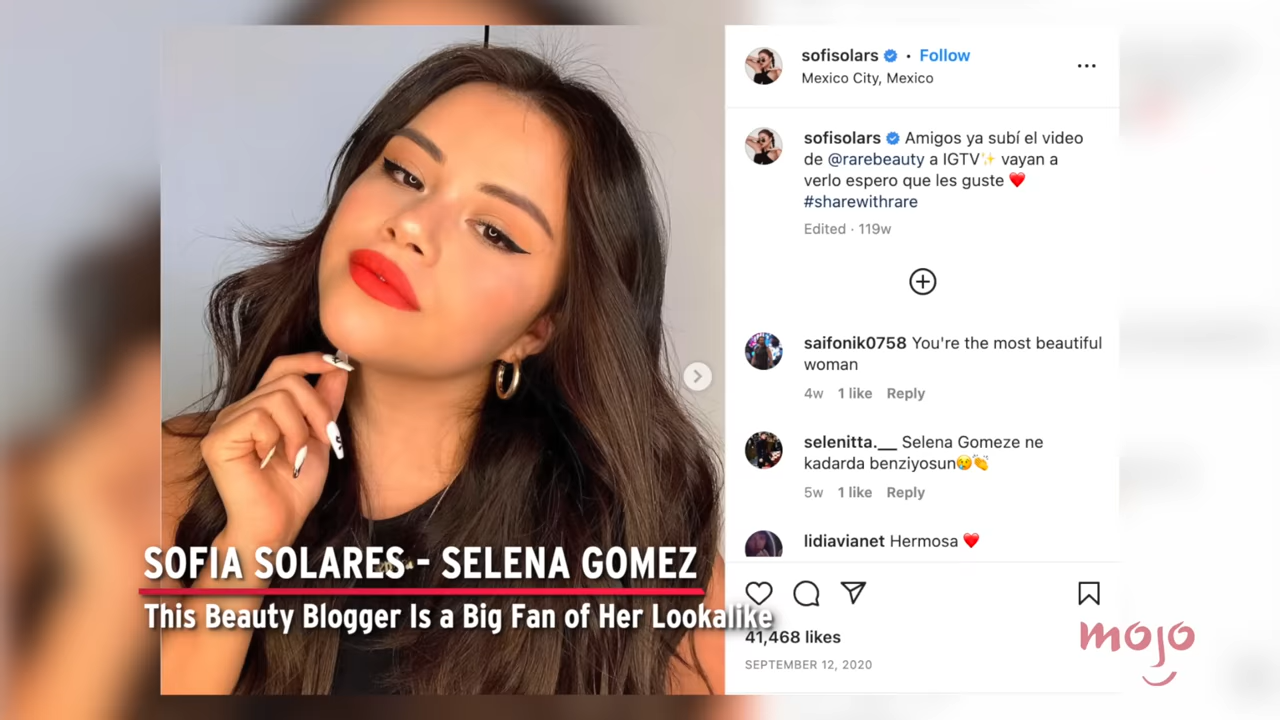 sofisolars • Follow
Mexico City, Mexico
sofisolars Amigos ya subí el video
de @rarebeauty a IGTV✨ vayan a
verlo espero que les guste ❤️
#sharewithrare
Edited · 119w
saifonik0758 You're the most beautiful
woman
4w 1 like Reply
selenitta.__ Selena Gomeze ne
kadarda benziyosun😢👏
5w 1 like Reply
lidiavianet Hermosa ❤️
SOFIA SOLARES - SELENA GOMEZ
This Beauty Blogger Is a Big Fan of Her Lookalike
41,468 likes
SEPTEMBER 12, 2020
mojo